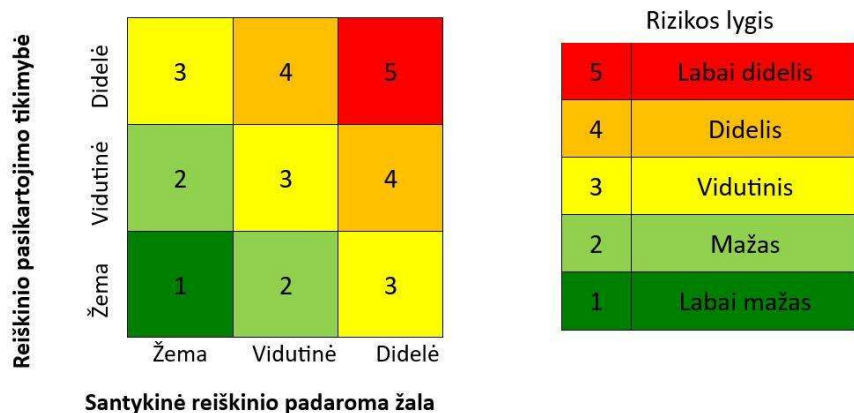 Reiškinio pasikartojimo tikimybė
Didelė
3
4
5
Vidutinė
2
3
4
Žema
1
2
3
Žema
Vidutinė
Didelė
Santykinė reiškinio padaroma žala
Rizikos lygis
5 Labai didelis
4 Didelis
3 Vidutinis
2 Mažas
1 Labai mažas